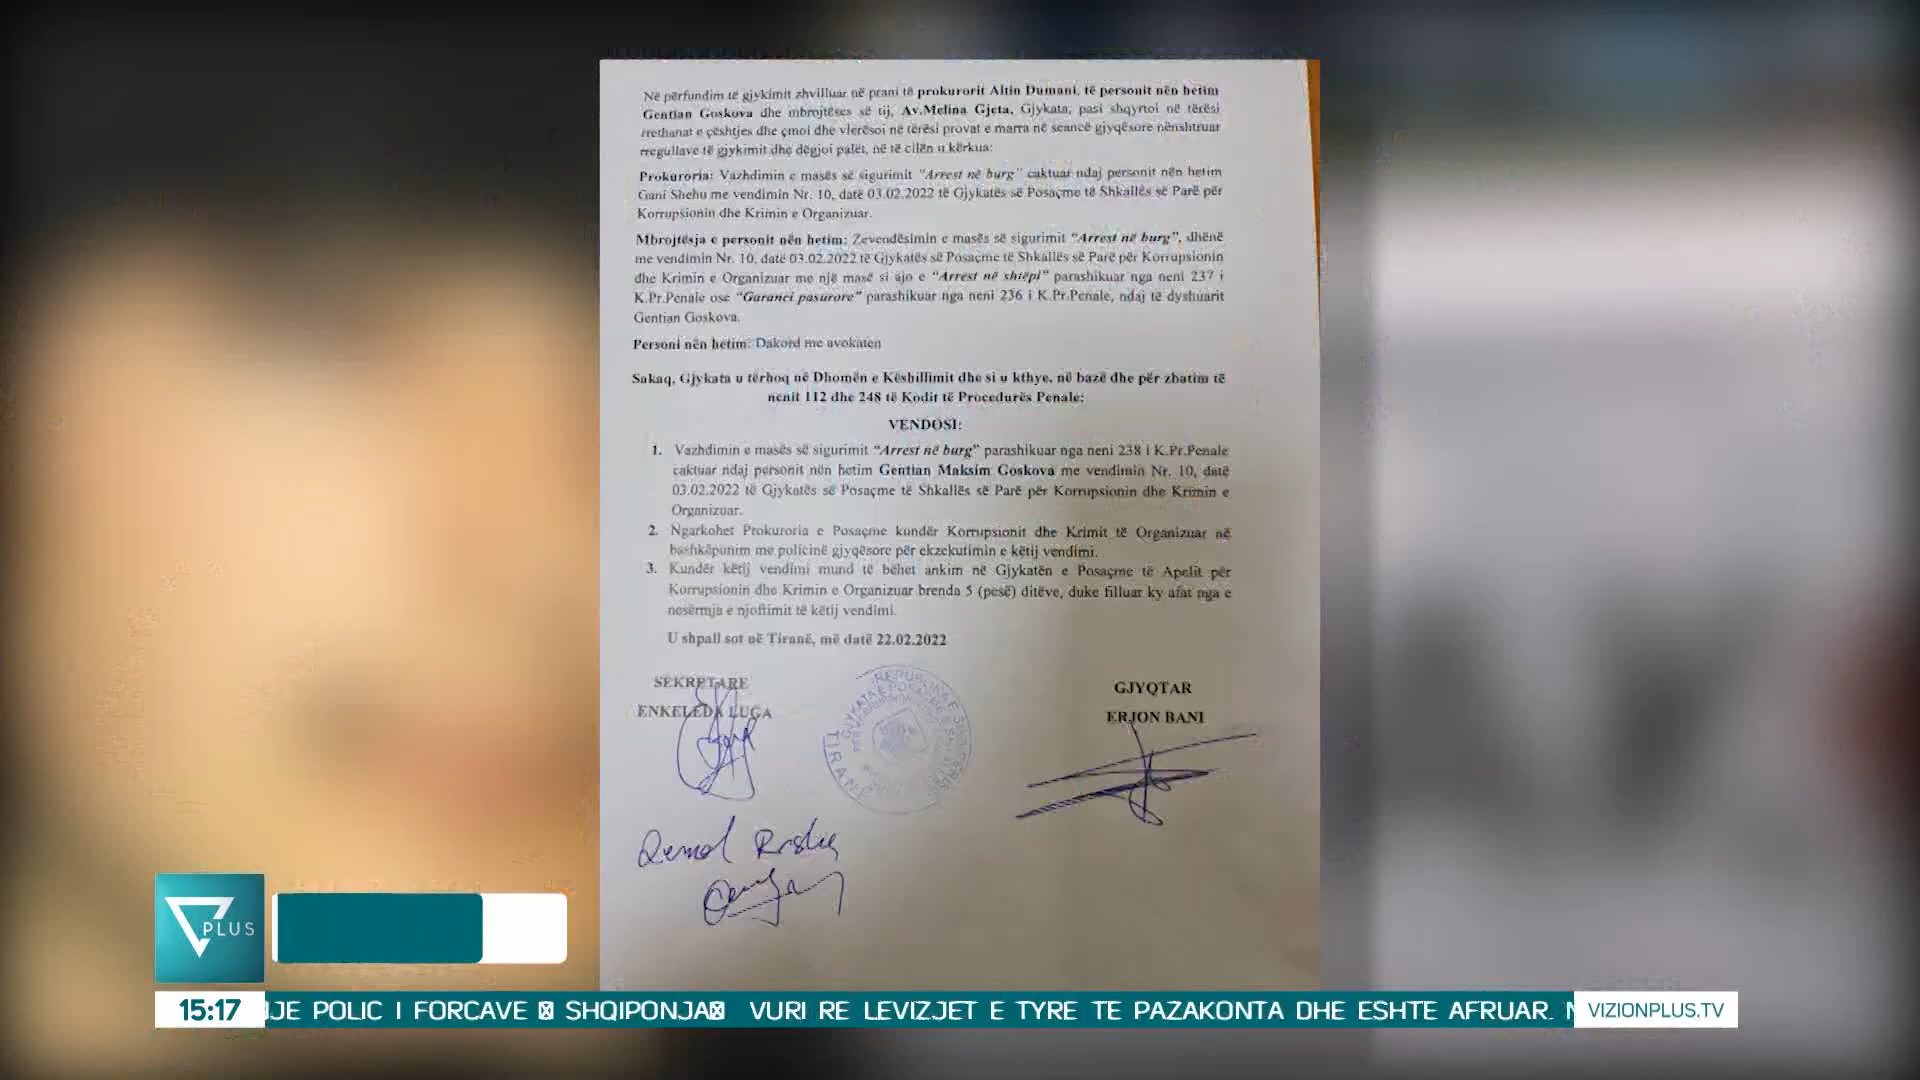 Në përfundim të gjykimit zhvilluar në prani të prokurorit Altin Dumani, të personit nën hetim
Gentian Goskova dhe mbrojtëses së tij, Av.Melina Gjeta, Gjykata, pasi shqyrtoi në tërësi
rrethanat e çështjes dhe çmoi dhe vlerësoi në tërësi provat e marra në seancë gjyqësore nënshtruar
rregullave të gjykimit dhe dëgjoi palët, në të cilën u kërkua:
Prokuroria: Vazhdimin e masës së sigurimit "Arrest në burg" caktuar ndaj personit nën hetim
Gani Shehu me vendimin Nr. 10, datë 03.02.2022 të Gjykatës së Posaçme të Shkallës së Parë për
Korrupsionin dhe Krimin e Organizuar.
Mbrojtësja e personit nën hetim: Zevendësimin e masës së sigurimit "Arrest në burg", dhënë
me vendimin Nr. 10, datë 03.02.2022 të Gjykatës së Posaçme të Shkallës së Parë për Korrupsionin
dhe Krimin e Organizuar me një masë si ajo e "Arrest në shtëpi" parashikuar nga neni 237 i
K.Pr.Penale ose "Garanci pasurore" parashikuar nga neni 236 i K.Pr.Penale, ndaj të dyshuarit
Gentian Goskova.
Personi nën hetim: Dakord me avokaten
Sakaq, Gjykata u tërhoq në Dhomën e Këshillimit dhe si u kthye, në bazë dhe për zbatim të
nenit 112 dhe 248 të Kodit të Procedurës Penale;
VENDOSI:
1. Vazhdimin e masës së sigurimit "Arrest në burg" parashikuar nga neni 238 i K.Pr.Penale
caktuar ndaj personit nën hetim Gentian Maksim Goskova me vendimin Nr. 10, datë
03.02.2022 të Gjykatës së Posaçme të Shkallës së Parë për Korrupsionin dhe Krimin e
Organizuar.
2. Ngarkohet Prokuroria e Posaçme kundër Korrupsionit dhe Krimit të Organizuar në
bashkëpunim me policinë gjyqësore për ekzekutimin e këtij vendimi.
3. Kundër këtij vendimi mund të bëhet ankim në Gjykatën e Posaçme të Apelit për
Korrupsionin dhe Krimin e Organizuar brenda 5 (pesë) ditëve, duke filluar ky afat nga e
nesërmja e njoftimit të këtij vendimi.
U shpall sot në Tiranë, më datë 22.02.2022
SEKRETARE
ENKELEDA LUGA
GJYQTAR
ERJON BANI
TIRANË
PLUS
15:17 JE POLIC I FORCAVE SHQIPONJA VURI RE LEVIZJET E TYRE TE PAZAKONTA DHE ESHTE AFRUAR. VIZIONPLUS.TV